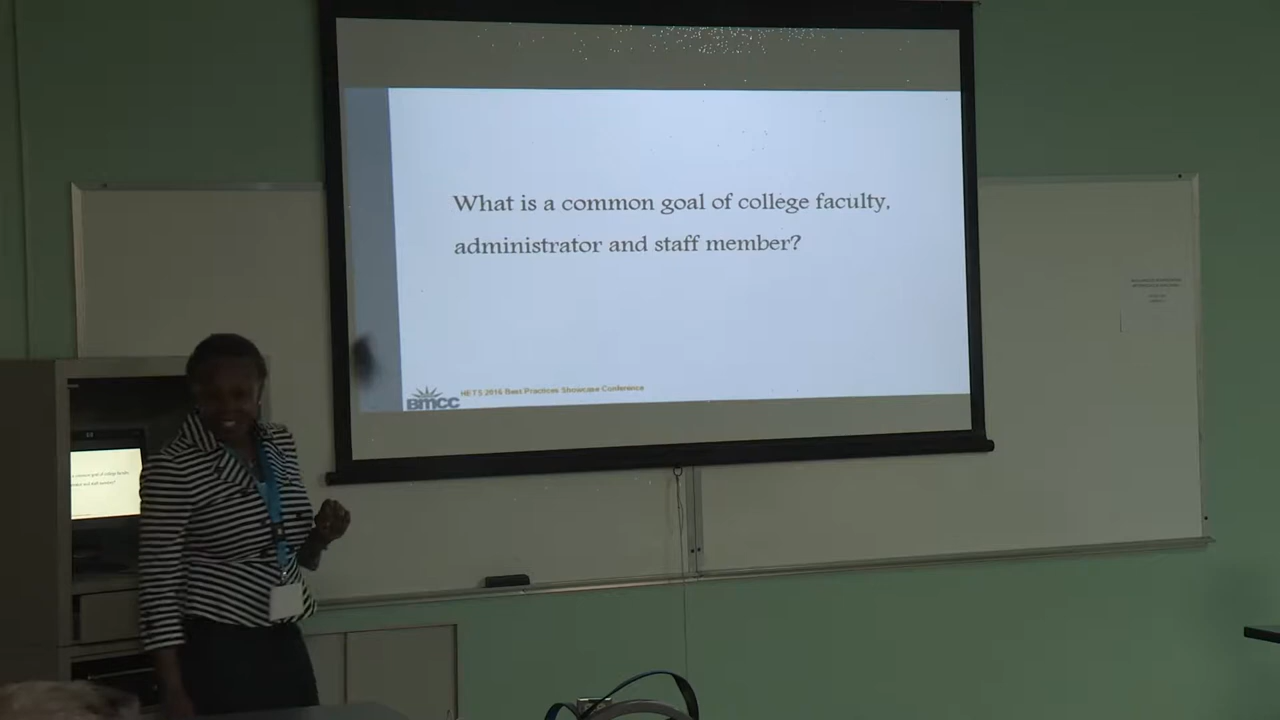 What is a common goal of college faculty,
administrator and staff member?
BMCC
HETS 2016 Best Practices Showcase Conference